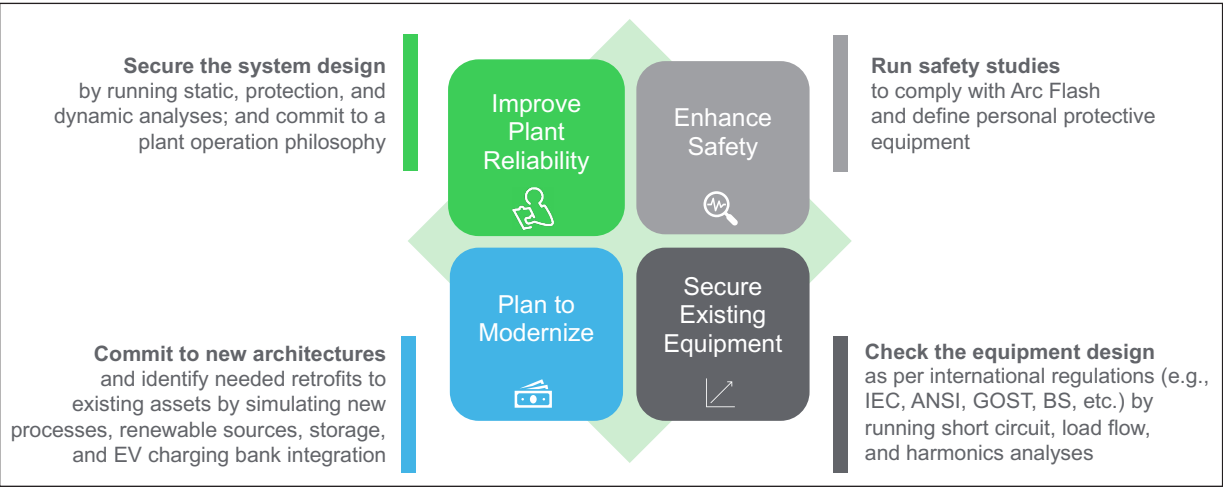 Secure the system design
by running static, protection, and
dynamic analyses; and commit to a
plant operation philosophy
Improve
Plant
Reliability
Enhance
Safety
Run safety studies
to comply with Arc Flash
and define personal protective
equipment
Commit to new architectures
and identify needed retrofits to
existing assets by simulating new
processes, renewable sources, storage,
and EV charging bank integration
Plan to
Modernize
Secure
Existing
Equipment
Check the equipment design
as per international regulations (e.g.,
IEC, ANSI, GOST, BS, etc.) by
running short circuit, load flow,
and harmonics analyses